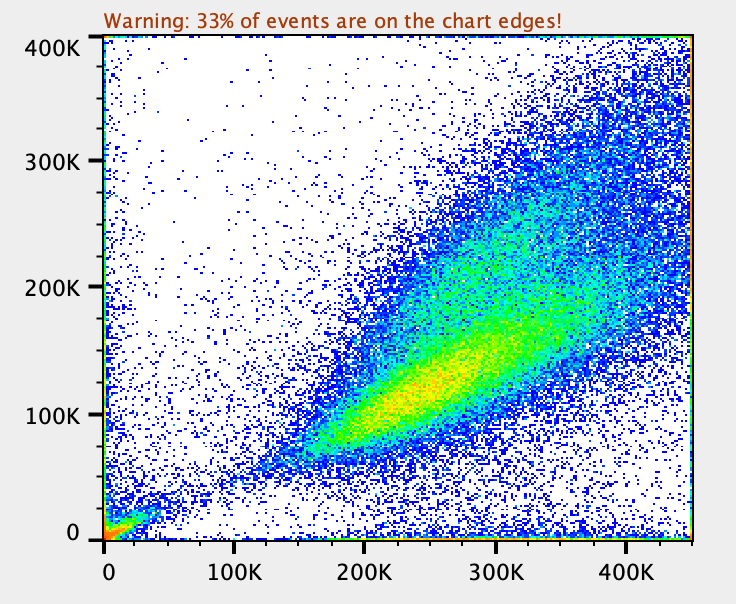 Warning: 33% of events are on the chart edges!
400K
300K
200K
100K
0
0 100K 200K 300K 400K